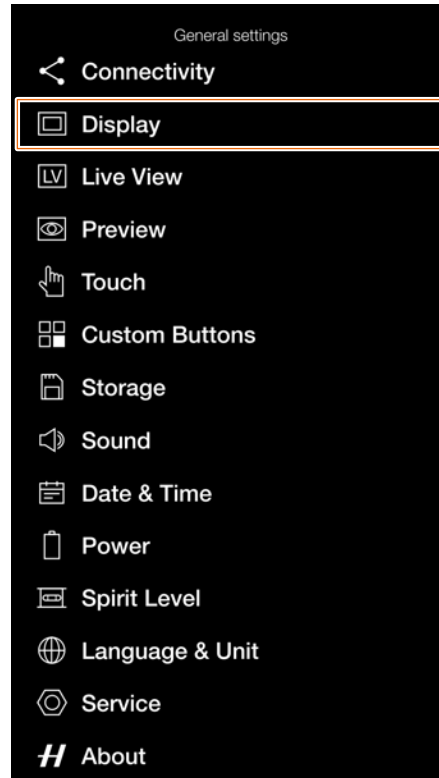 General settings
Connectivity
Display
LV Live View
Preview
Touch
Custom Buttons
Storage
Sound
Date & Time
Power
Spirit Level
Language & Unit
Service
H About